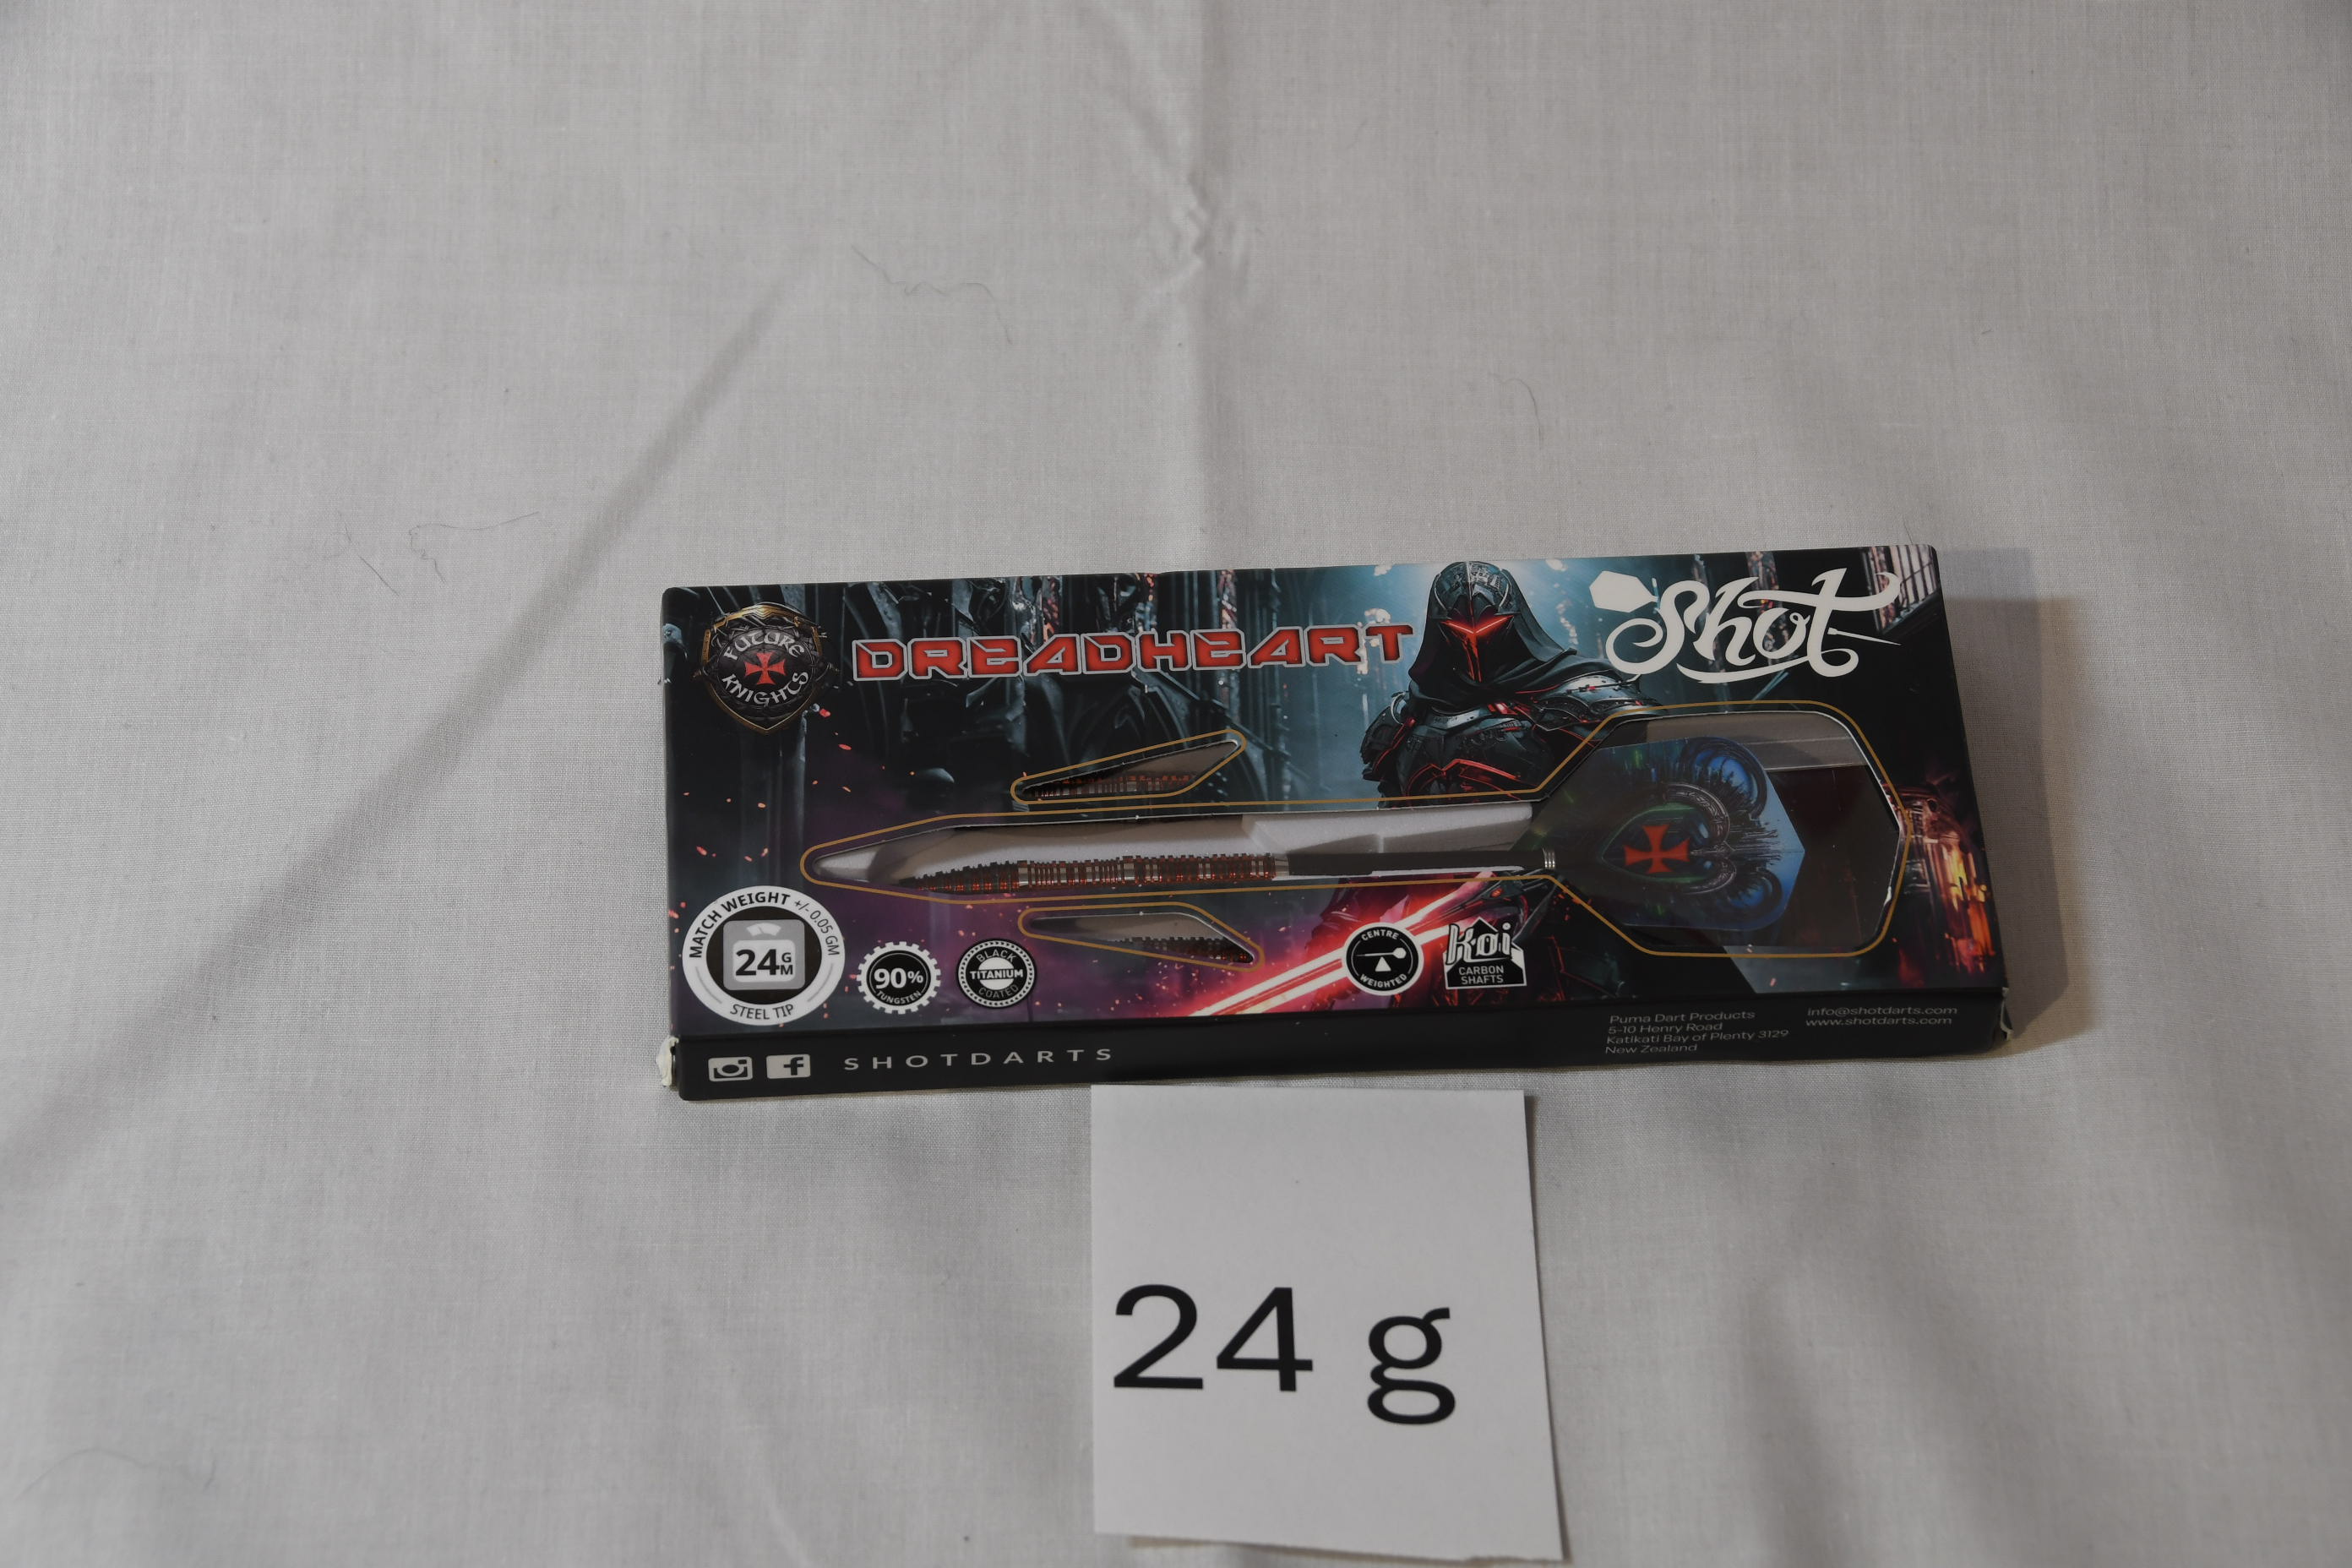 FUTURE
KNIGHTS
DREADHEART
Shot
MATCH WEIGHT +/- 0.05 GM
24GM
STEEL TIP
90%
TUNGSTEN
BLACK
TITANIUM
COATED
CENTRE
WEIGHTED
Koi
CARBON
SHAFTS
SHOTDARTS
Puma Dart Products
5-10 Henry Road
Katikati Bay of Plenty 3129
New Zealand
info@shotdarts.com
www.shotdarts.com
24 g